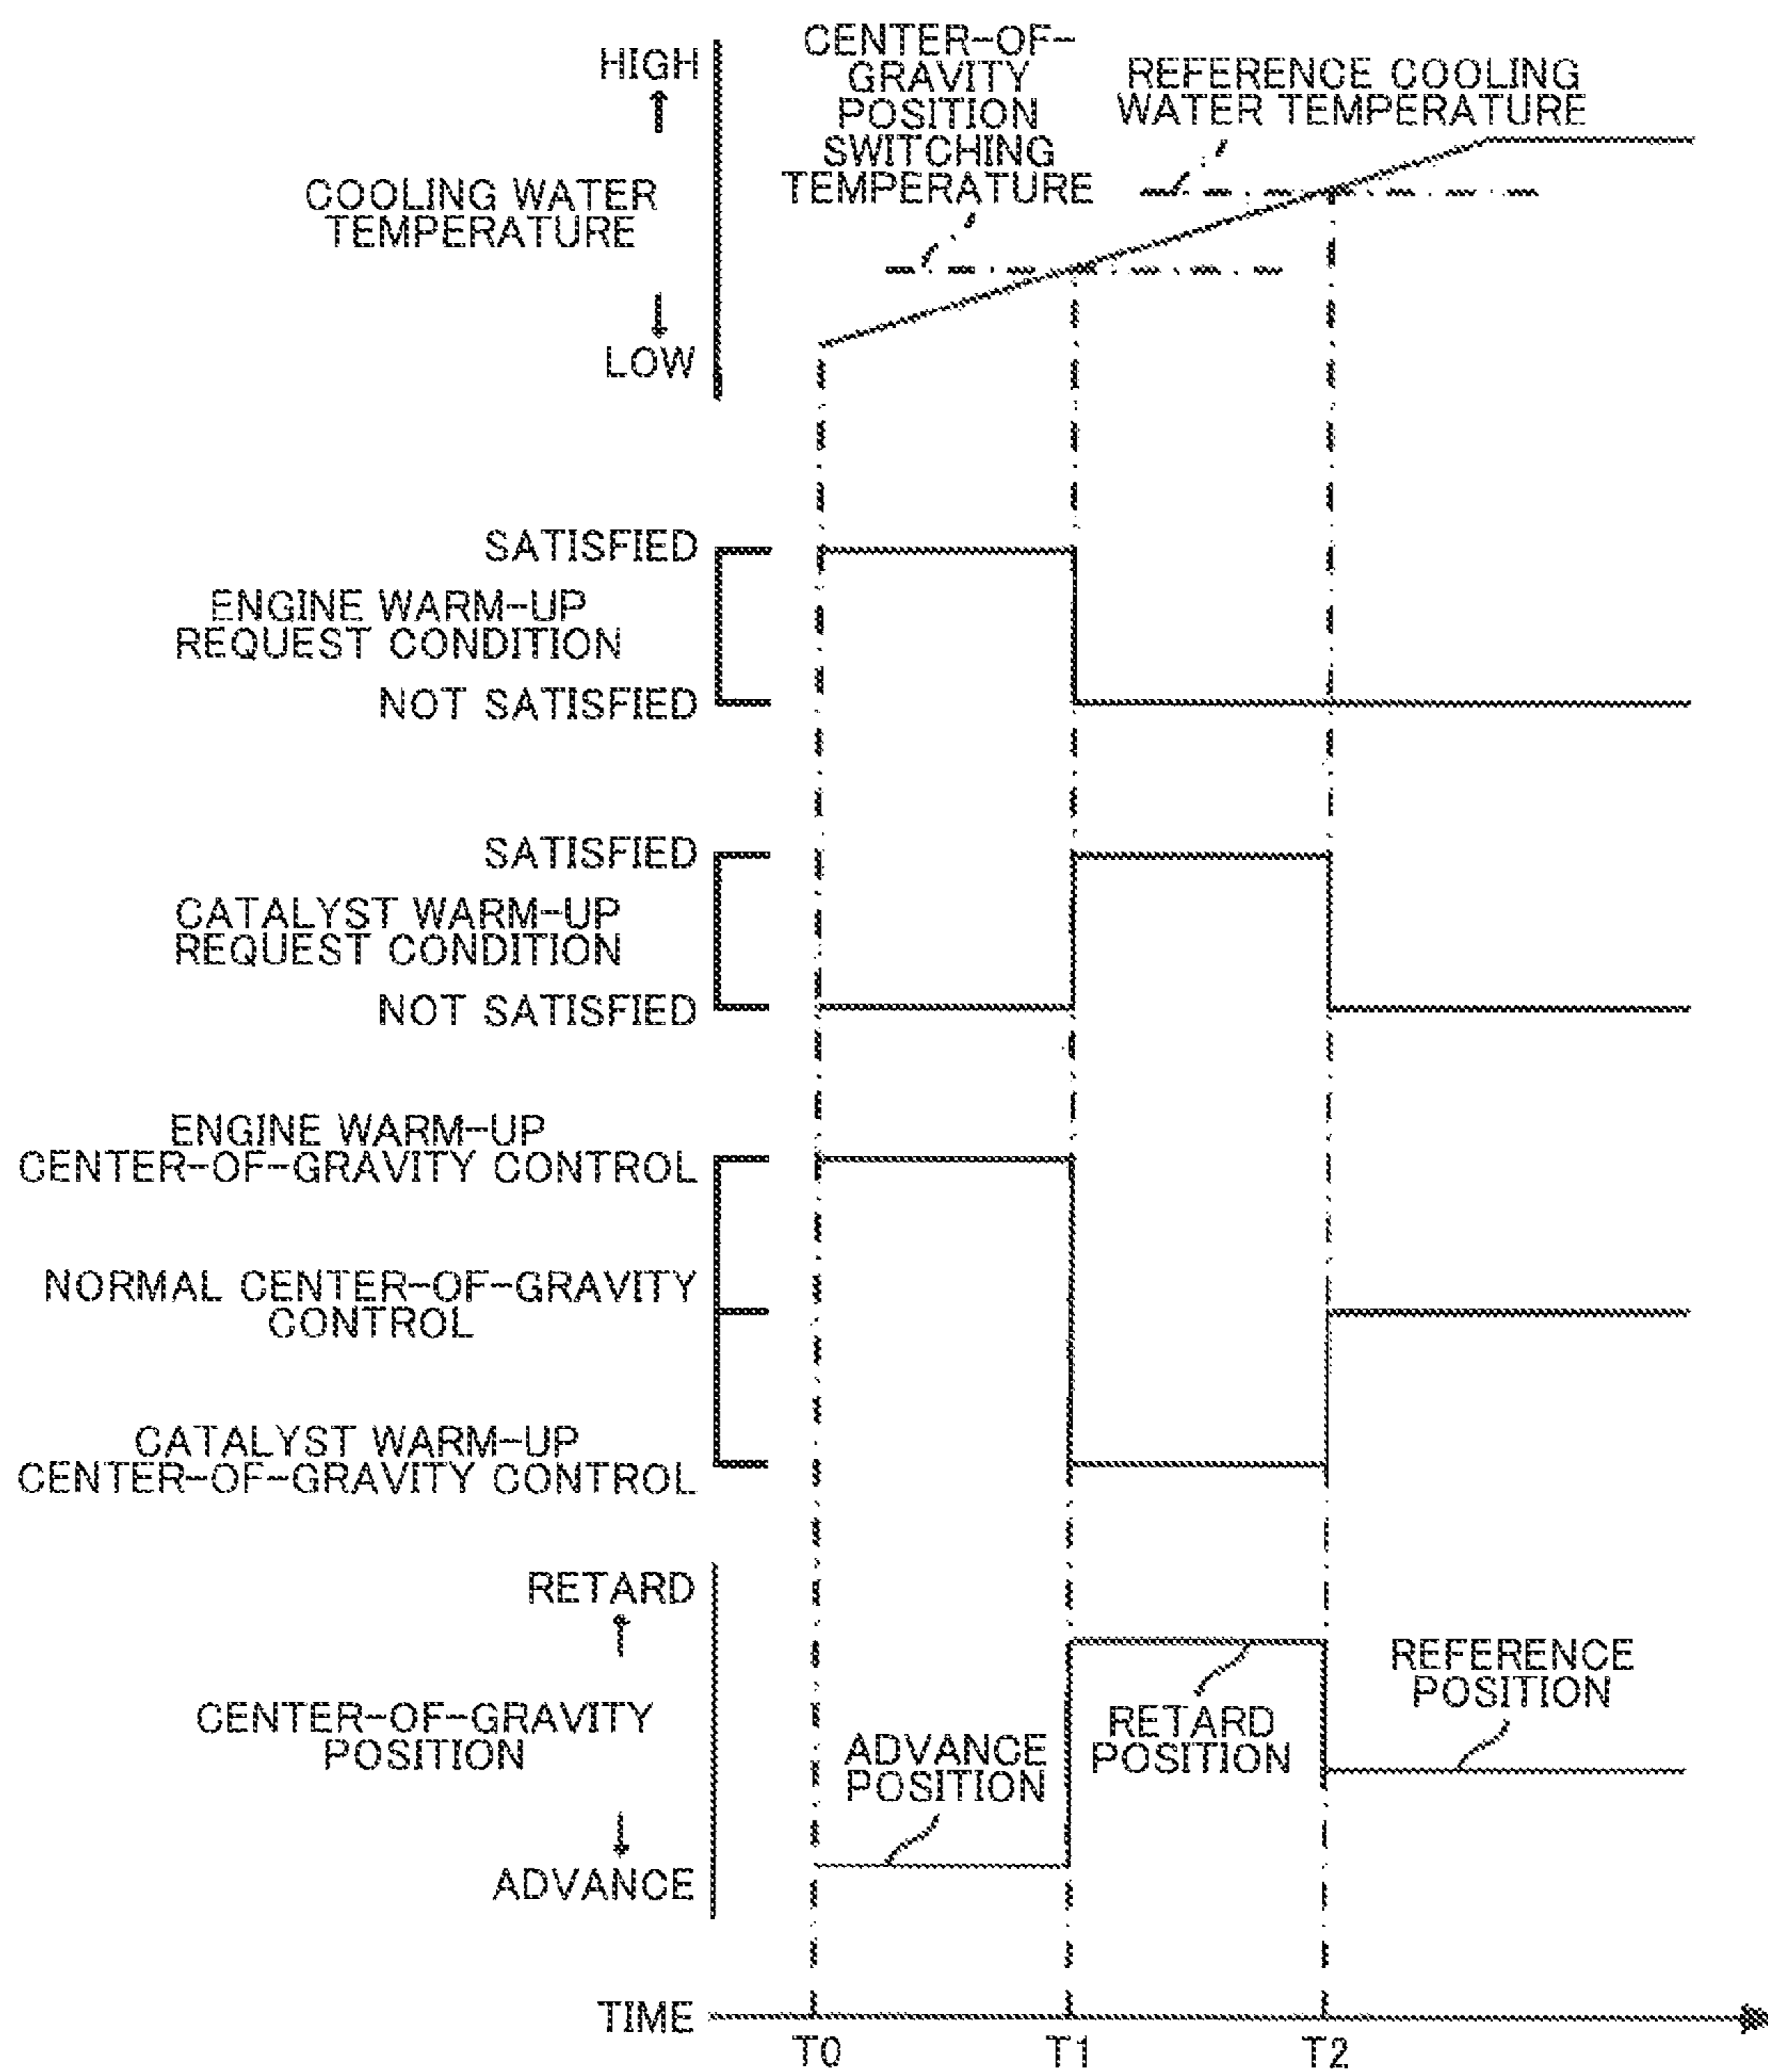 HIGH
↑
COOLING WATER
TEMPERATURE
↓
LOW
CENTER-OF-
GRAVITY
POSITION
SWITCHING
TEMPERATURE
REFERENCE COOLING
WATER TEMPERATURE
SATISFIED
ENGINE WARM-UP
REQUEST CONDITION
NOT SATISFIED
SATISFIED
CATALYST WARM-UP
REQUEST CONDITION
NOT SATISFIED
ENGINE WARM-UP
CENTER-OF-GRAVITY CONTROL
NORMAL CENTER-OF-GRAVITY
CONTROL
CATALYST WARM-UP
CENTER-OF-GRAVITY CONTROL
RETARD
↑
CENTER-OF-GRAVITY
POSITION
↓
ADVANCE
ADVANCE
POSITION
RETARD
POSITION
REFERENCE
POSITION
TIME
T0
T1
T2